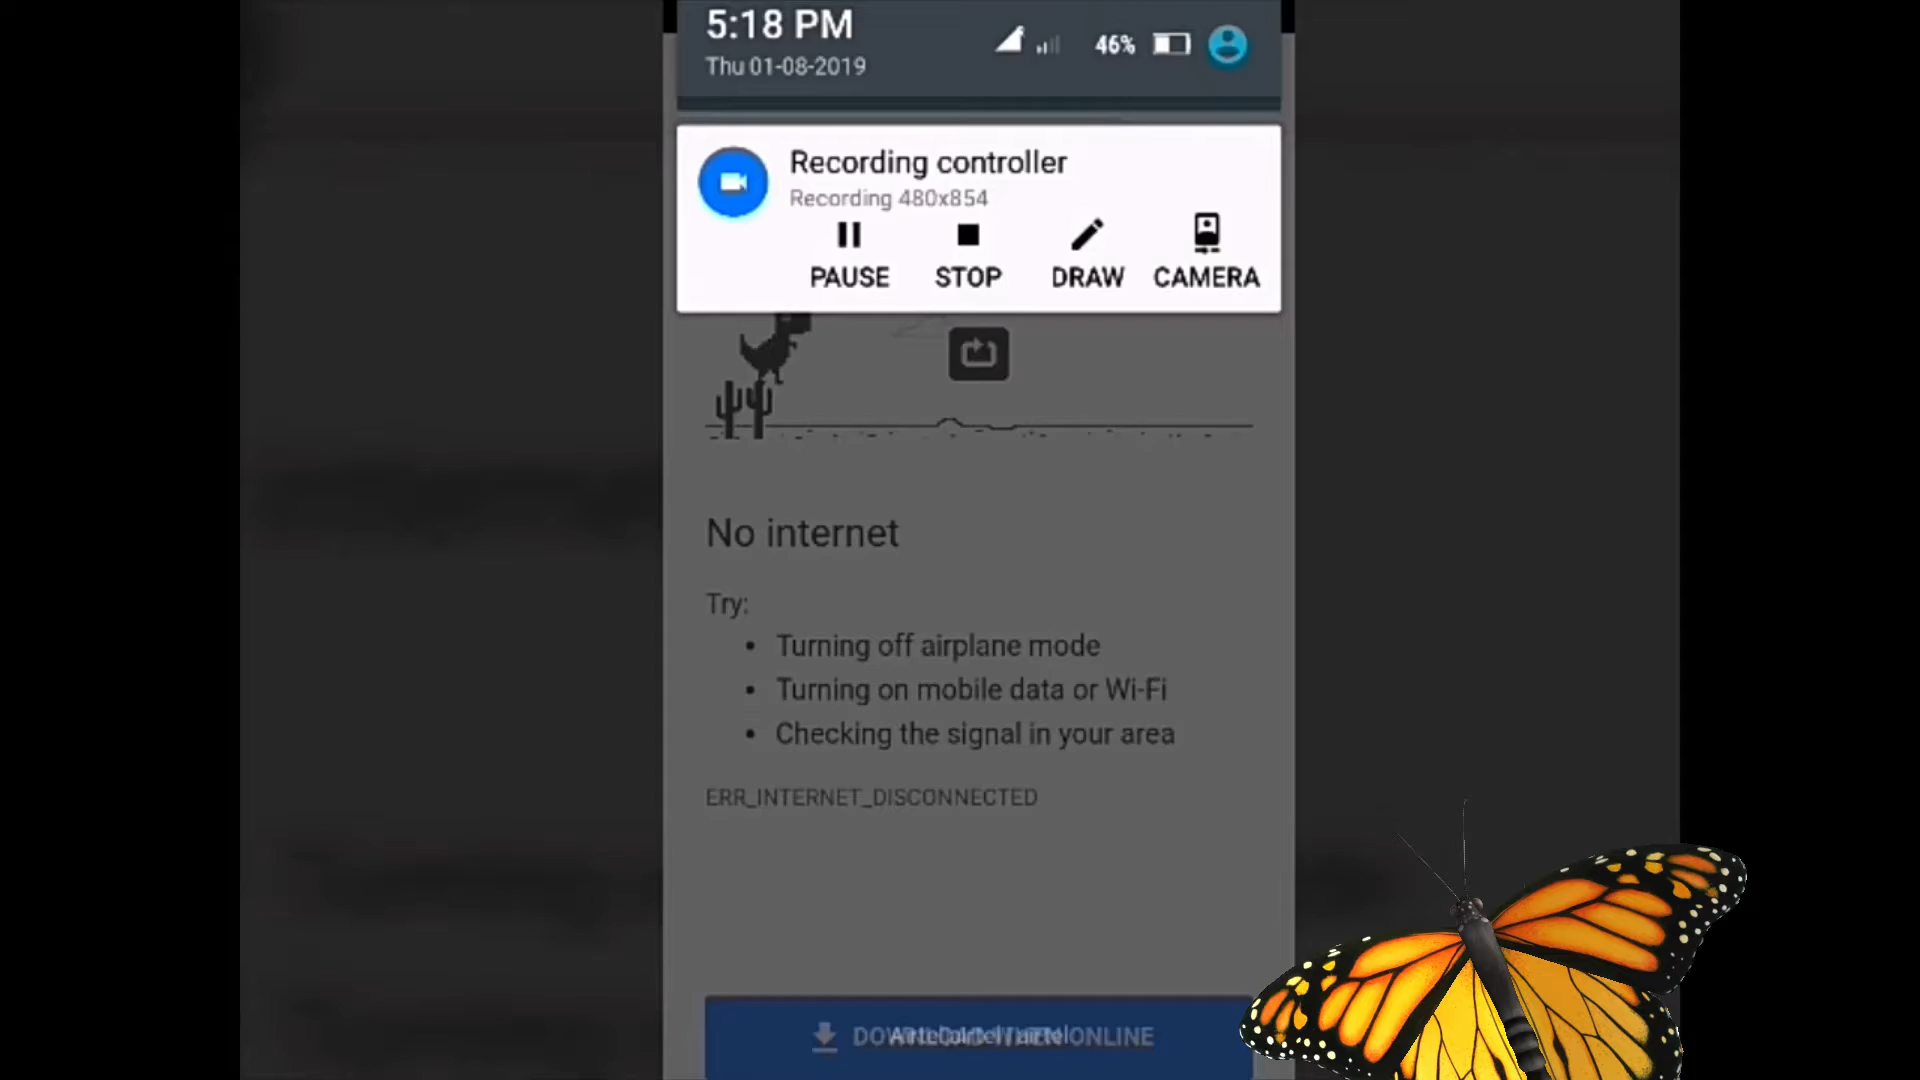 5:18 PM
46%
Thu 01-08-2019
Recording controller
Recording 480x854
PAUSE STOP DRAW CAMERA
No internet
Try:
• Turning off airplane mode
• Turning on mobile data or Wi-Fi
• Checking the signal in your area
ERR_INTERNET_DISCONNECTED
ONLINE